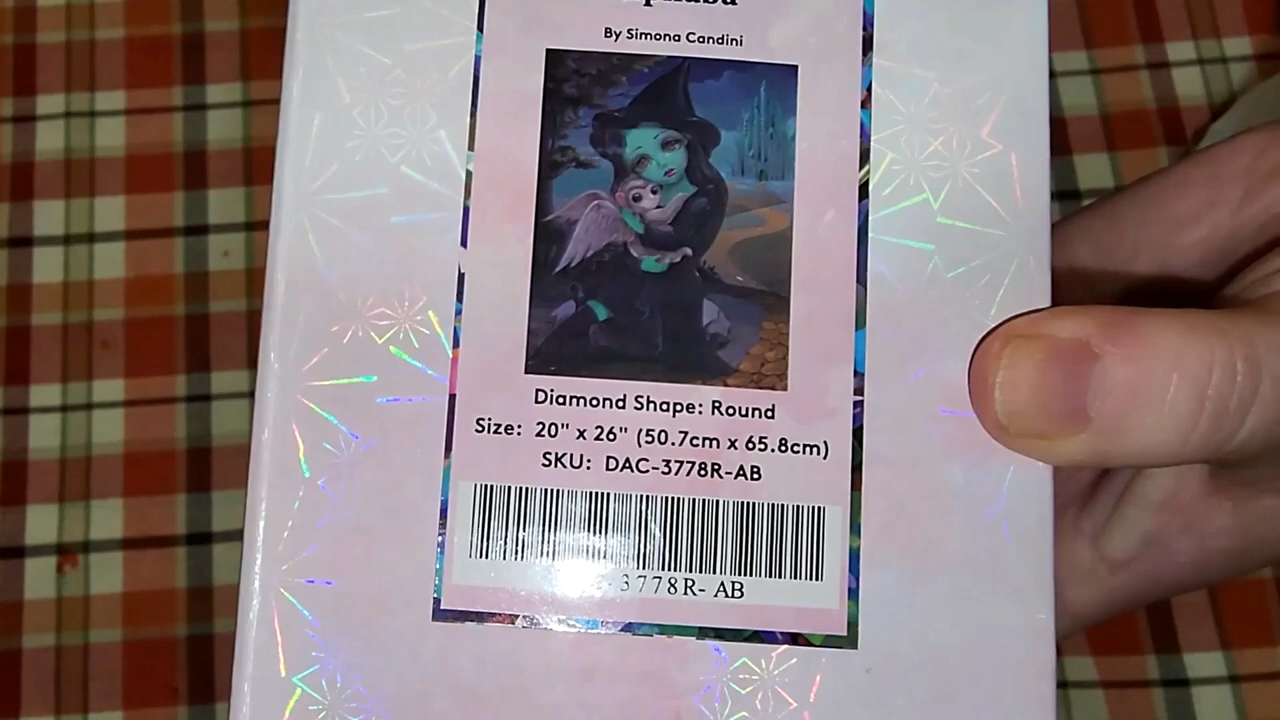 By Simona Candini
Diamond Shape: Round
Size: 20" x 26" (50.7cm x 65.8cm)
SKU: DAC-3778R-AB
3778R- AB